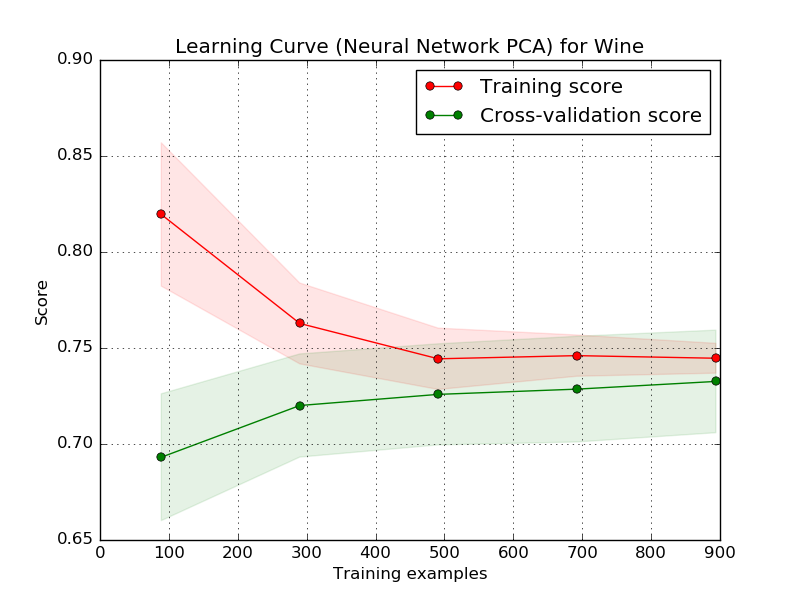 Learning Curve (Neural Network PCA) for Wine
Training score
Cross-validation score
Score
0.90
0.85
0.80
0.75
0.70
0.65
0 100 200 300 400 500 600 700 800 900
Training examples